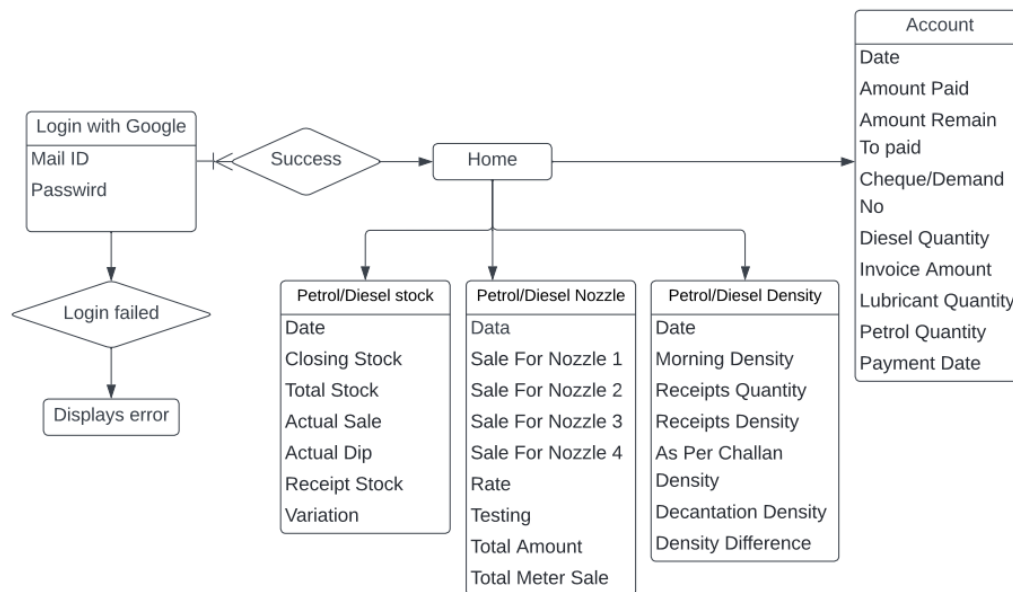 Login with Google
Mail ID
Passwird
Success
Home
Login failed
Displays error
Petrol/Diesel stock
Date
Closing Stock
Total Stock
Actual Sale
Actual Dip
Receipt Stock
Variation
Petrol/Diesel Nozzle
Data
Sale For Nozzle 1
Sale For Nozzle 2
Sale For Nozzle 3
Sale For Nozzle 4
Rate
Testing
Total Amount
Total Meter Sale
Petrol/Diesel Density
Date
Morning Density
Receipts Quantity
Receipts Density
As Per Challan
Density
Decantation Density
Density Difference
Account
Date
Amount Paid
Amount Remain
To paid
Cheque/Demand
No
Diesel Quantity
Invoice Amount
Lubricant Quantity
Petrol Quantity
Payment Date